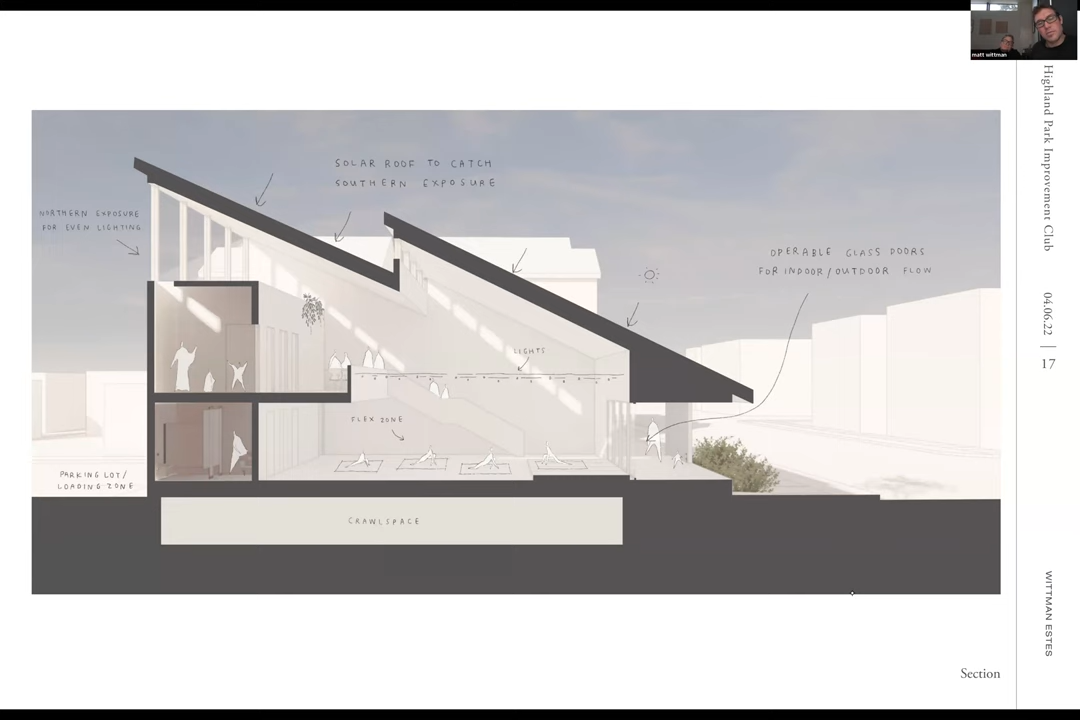 matt wittman
Highland Park Improvement Club
04.06.22
17
WITTMAN ESTES
SOLAR ROOF TO CATCH
SOUTHERN EXPOSURE
NORTHERN EXPOSURE
FOR EVEN LIGHTING
OPERABLE GLASS DOORS
FOR INDOOR/OUTDOOR FLOW
LIGHTS
FLEX ZONE
PARKING LOT/
LOADING ZONE
CRAWLSPACE
Section